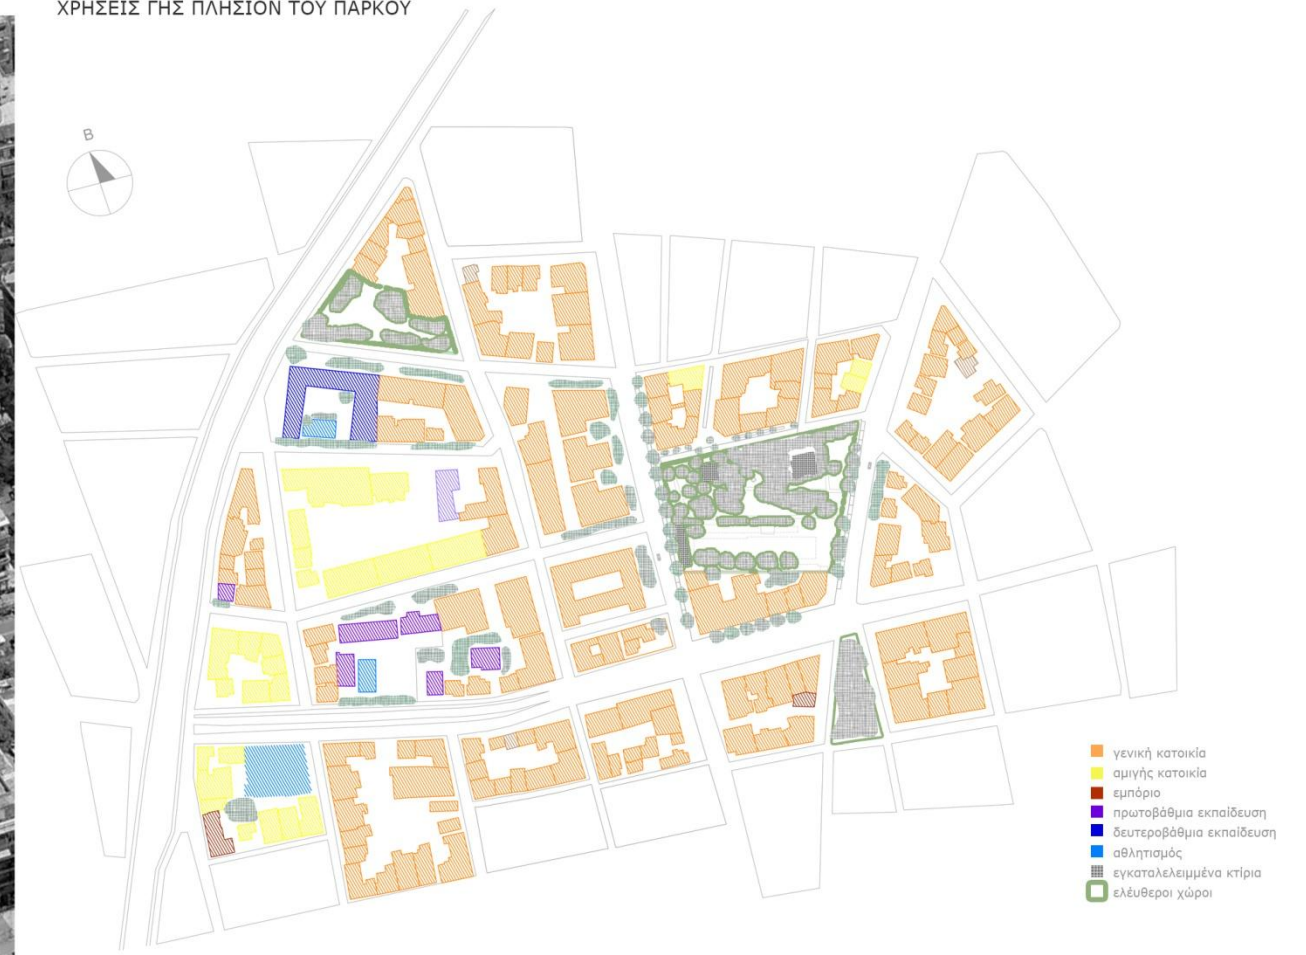 ΧΡΗΣΕΙΣ ΓΗΣ ΠΛΗΣΙΟΝ ΤΟΥ ΠΑΡΚΟΥ
Β
γενική κατοικία
αμιγής κατοικία
εμπόριο
πρωτοβάθμια εκπαίδευση
δευτεροβάθμια εκπαίδευση
αθλητισμός
εγκαταλελειμμένα κτίρια
ελέυθεροι χώροι